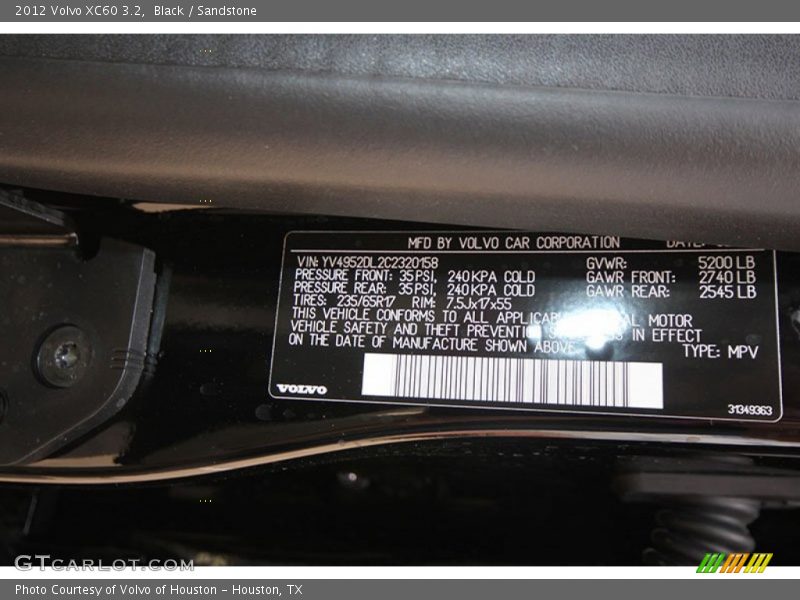 2012 Volvo XC60 3.2, Black / Sandstone
MFD BY VOLVO CAR CORPORATION
VIN: YV4952DL2C2320158 GVWR: 5200 LB
PRESSURE FRONT: 35 PSI, 240 KPA COLD GAWR FRONT: 2740 LB
PRESSURE REAR: 35 PSI, 240 KPA COLD GAWR REAR: 2545 LB
TIRES: 235/65R17 RIM: 7.5Jx17x55
THIS VEHICLE CONFORMS TO ALL MOTOR
VEHICLE SAFETY AND THEFT IN EFFECT
ON THE DATE OF MANUFACTURE SHOWN ABOVE.
TYPE: MPV
VOLVO
31349363
GTCARLOT.COM
Photo Courtesy of Volvo of Houston – Houston, TX